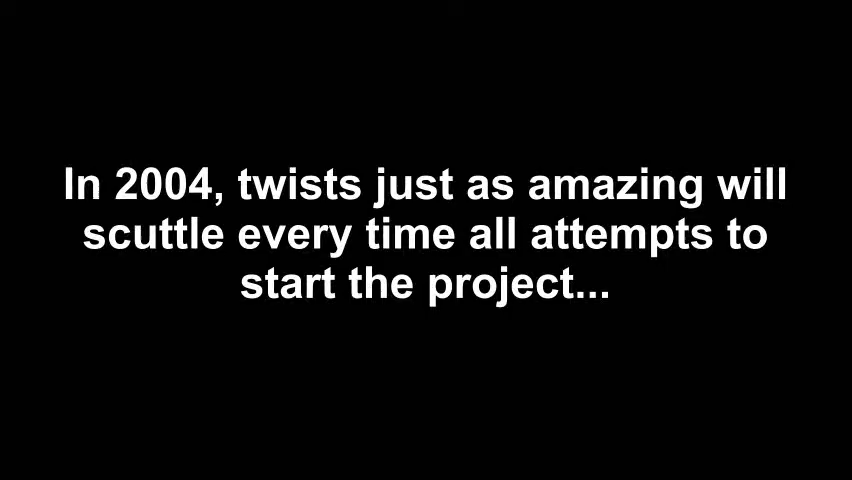 In 2004, twists just as amazing will
scuttle every time all attempts to
start the project...